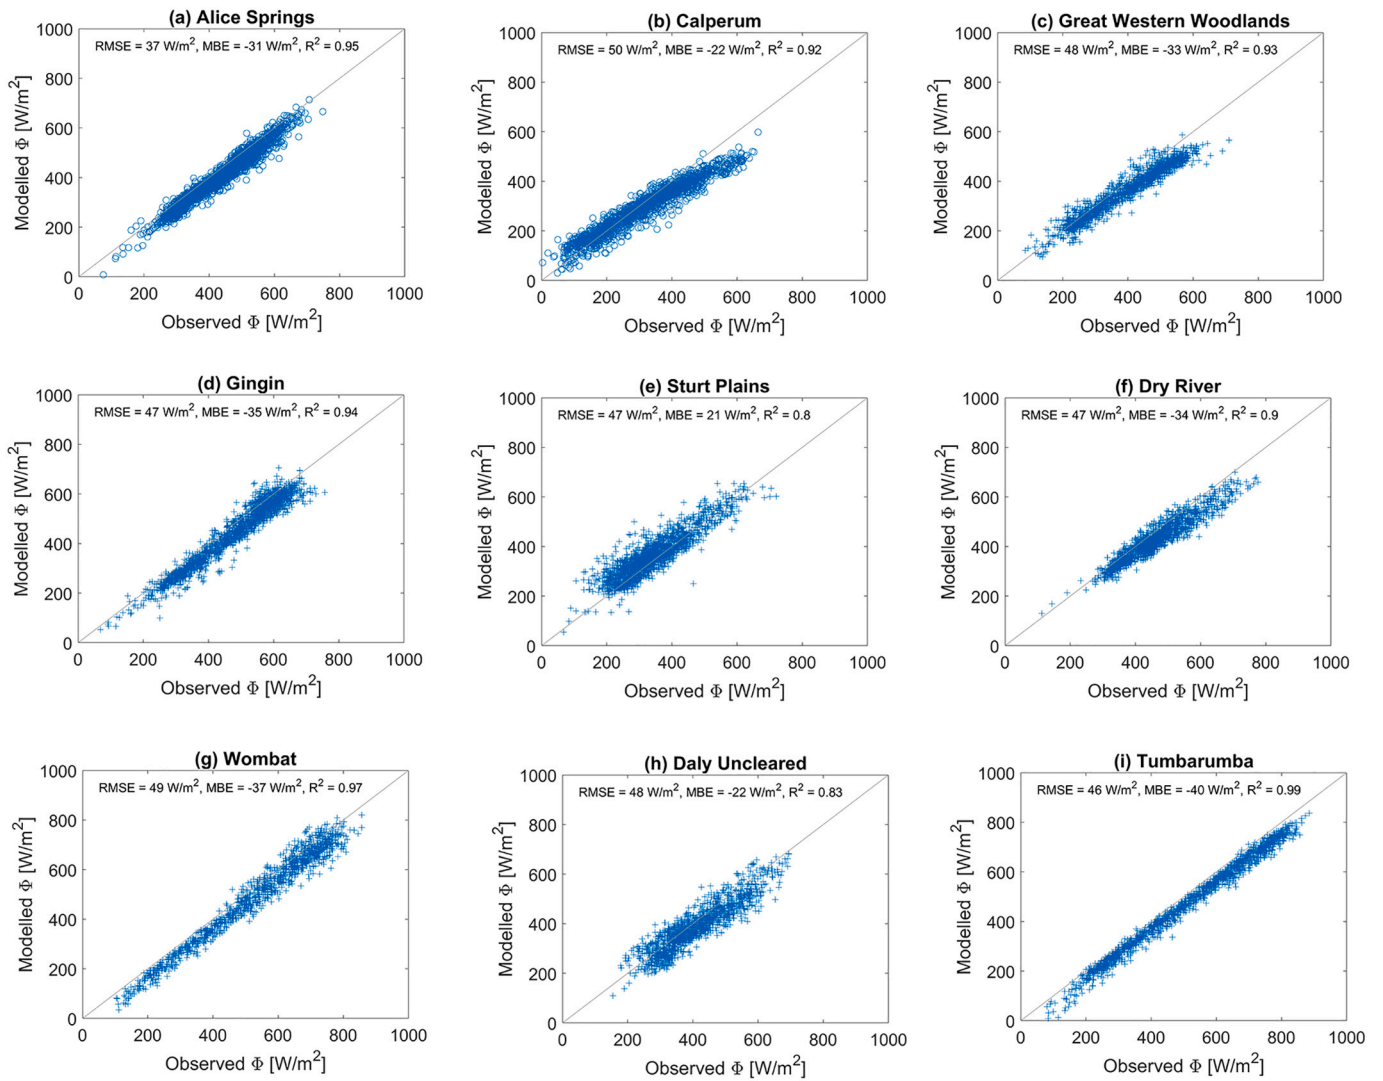 (a) Alice Springs
RMSE = 37 W/m², MBE = -31 W/m², R² = 0.95
1000
800
600
400
200
0
Modelled Φ [W/m²]
0 200 400 600 800 1000
Observed Φ [W/m²]
(b) Calperum
RMSE = 50 W/m², MBE = -22 W/m², R² = 0.92
1000
800
600
400
200
0
Modelled Φ [W/m²]
0 200 400 600 800 1000
Observed Φ [W/m²]
(c) Great Western Woodlands
RMSE = 48 W/m², MBE = -33 W/m², R² = 0.93
1000
800
600
400
200
0
Modelled Φ [W/m²]
0 200 400 600 800 1000
Observed Φ [W/m²]
(d) Gingin
RMSE = 47 W/m², MBE = -35 W/m², R² = 0.94
1000
800
600
400
200
0
Modelled Φ [W/m²]
0 200 400 600 800 1000
Observed Φ [W/m²]
(e) Sturt Plains
RMSE = 47 W/m², MBE = 21 W/m², R² = 0.8
1000
800
600
400
200
0
Modelled Φ [W/m²]
0 200 400 600 800 1000
Observed Φ [W/m²]
(f) Dry River
RMSE = 47 W/m², MBE = -34 W/m², R² = 0.9
1000
800
600
400
200
0
Modelled Φ [W/m²]
0 200 400 600 800 1000
Observed Φ [W/m²]
(g) Wombat
RMSE = 49 W/m², MBE = -37 W/m², R² = 0.97
1000
800
600
400
200
0
Modelled Φ [W/m²]
0 200 400 600 800 1000
Observed Φ [W/m²]
(h) Daly Uncleared
RMSE = 48 W/m², MBE = -22 W/m², R² = 0.83
1000
800
600
400
200
0
Modelled Φ [W/m²]
0 200 400 600 800 1000
Observed Φ [W/m²]
(i) Tumbarumba
RMSE = 46 W/m², MBE = -40 W/m², R² = 0.99
1000
800
600
400
200
0
Modelled Φ [W/m²]
0 200 400 600 800 1000
Observed Φ [W/m²]